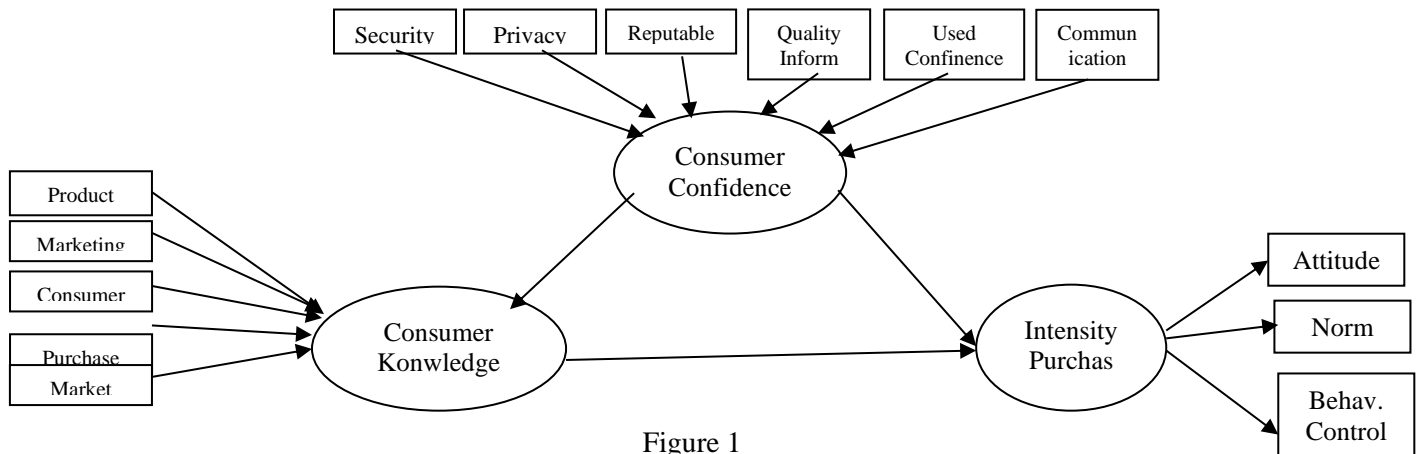 Security
Privacy
Reputable
Quality
Inform
Used
Confinence
Commun
ication
Consumer
Confidence
Product
Marketing
Consumer
Purchase
Market
Consumer
Konwledge
Intensity
Purchas
Attitude
Norm
Behav.
Control
Figure 1